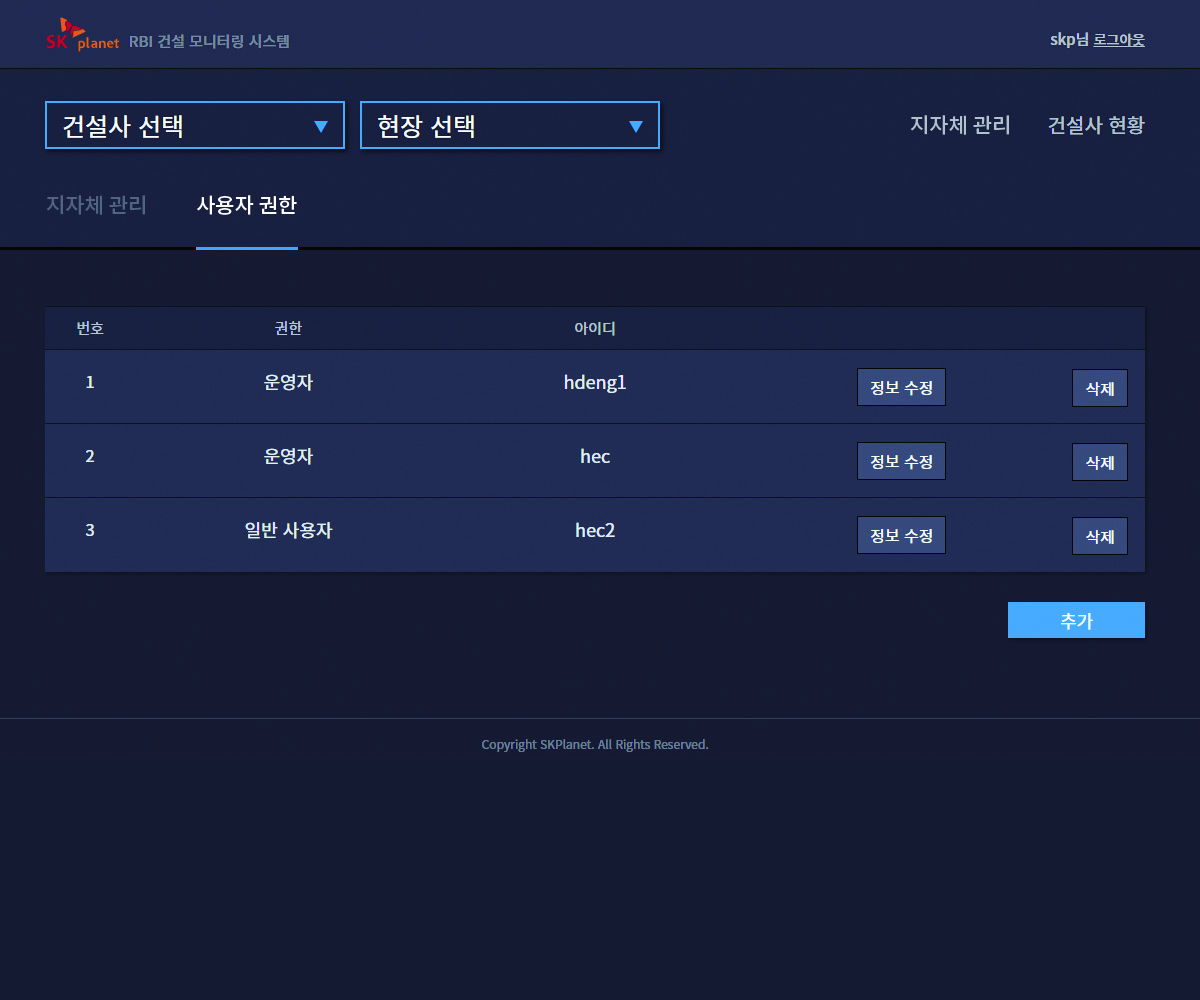 SK planet RBI 건설 모니터링 시스템 skp님 로그아웃
건설사 선택 ▼ 현장 선택 ▼ 지자체 관리 건설사 현황
지자체 관리 사용자 권한
번호 권한 아이디
1 운영자 hdeng1 정보 수정 삭제
2 운영자 hec 정보 수정 삭제
3 일반 사용자 hec2 정보 수정 삭제
추가
Copyright SKPlanet. All Rights Reserved.